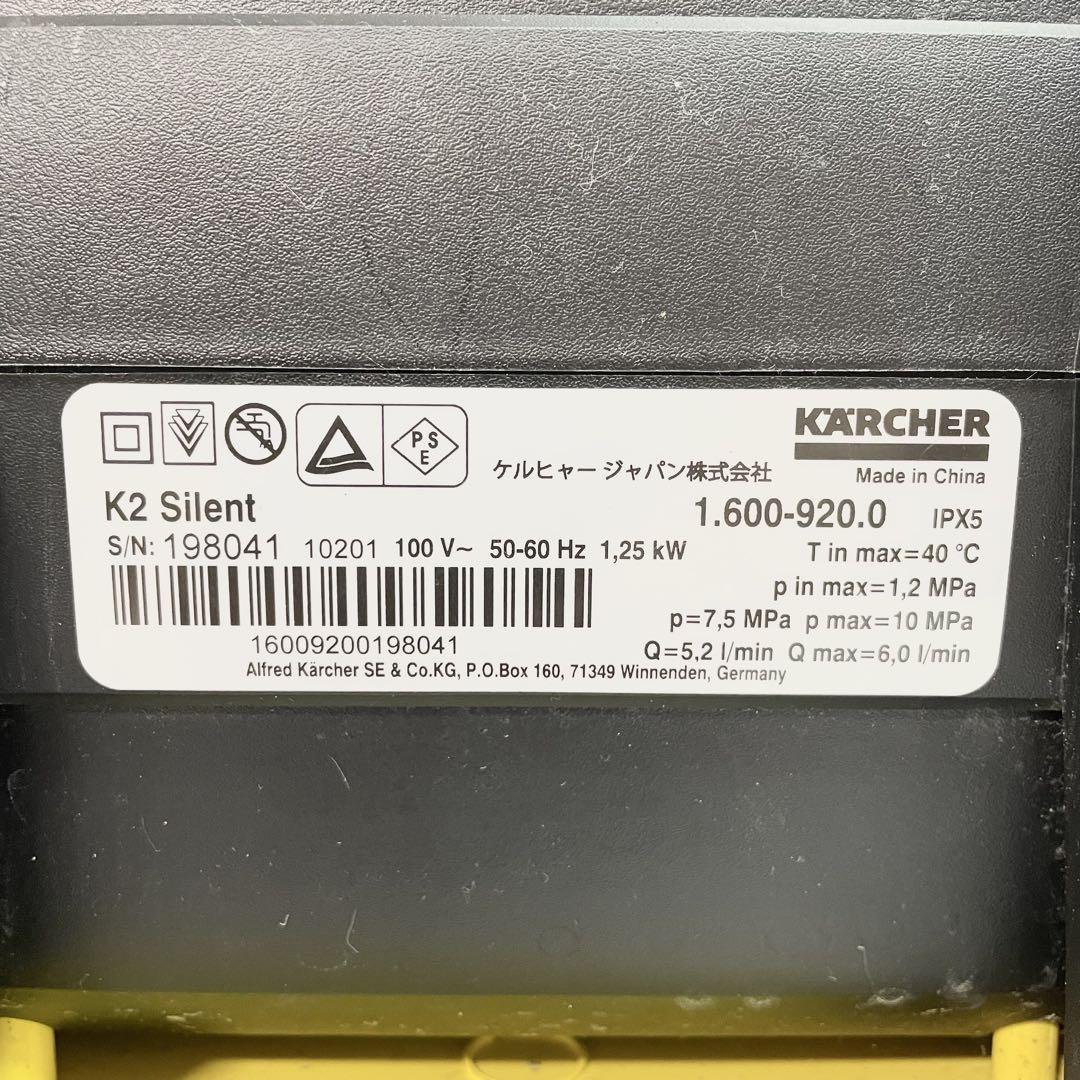 KÄRCHER
PS
E
ケルヒャー ジャパン株式会社
Made in China
K2 Silent
1.600-920.0 IPX5
S/N: 198041 10201 100 V~ 50-60 Hz 1,25 kW
T in max=40 °C
p in max=1,2 MPa
p=7,5 MPa p max=10 MPa
16009200198041
Q=5,2 l/min Q max=6,0 l/min
Alfred Kärcher SE & Co.KG, P.O.Box 160, 71349 Winnenden, Germany